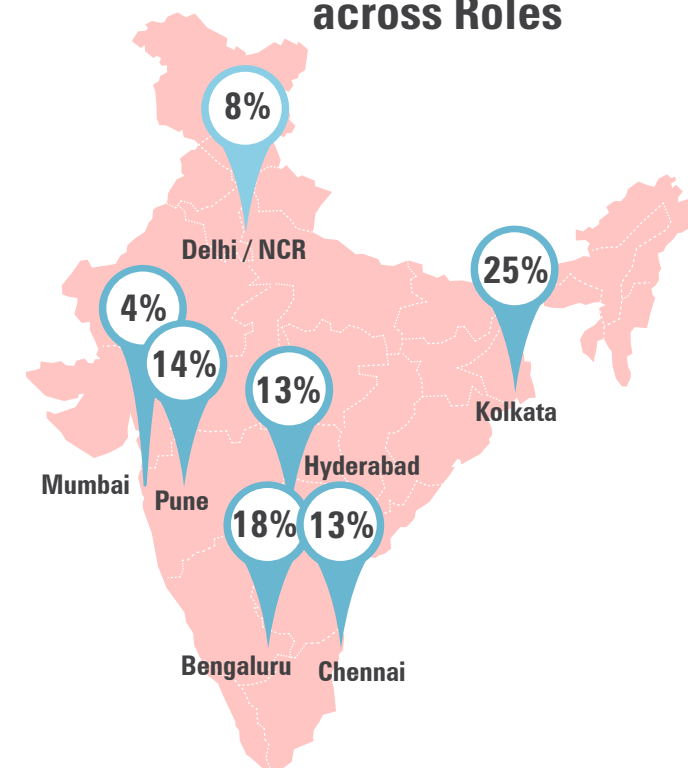 across Roles
8%
Delhi / NCR
25%
Kolkata
4%
14%
13%
Mumbai
Pune
Hyderabad
18%
13%
Bengaluru
Chennai